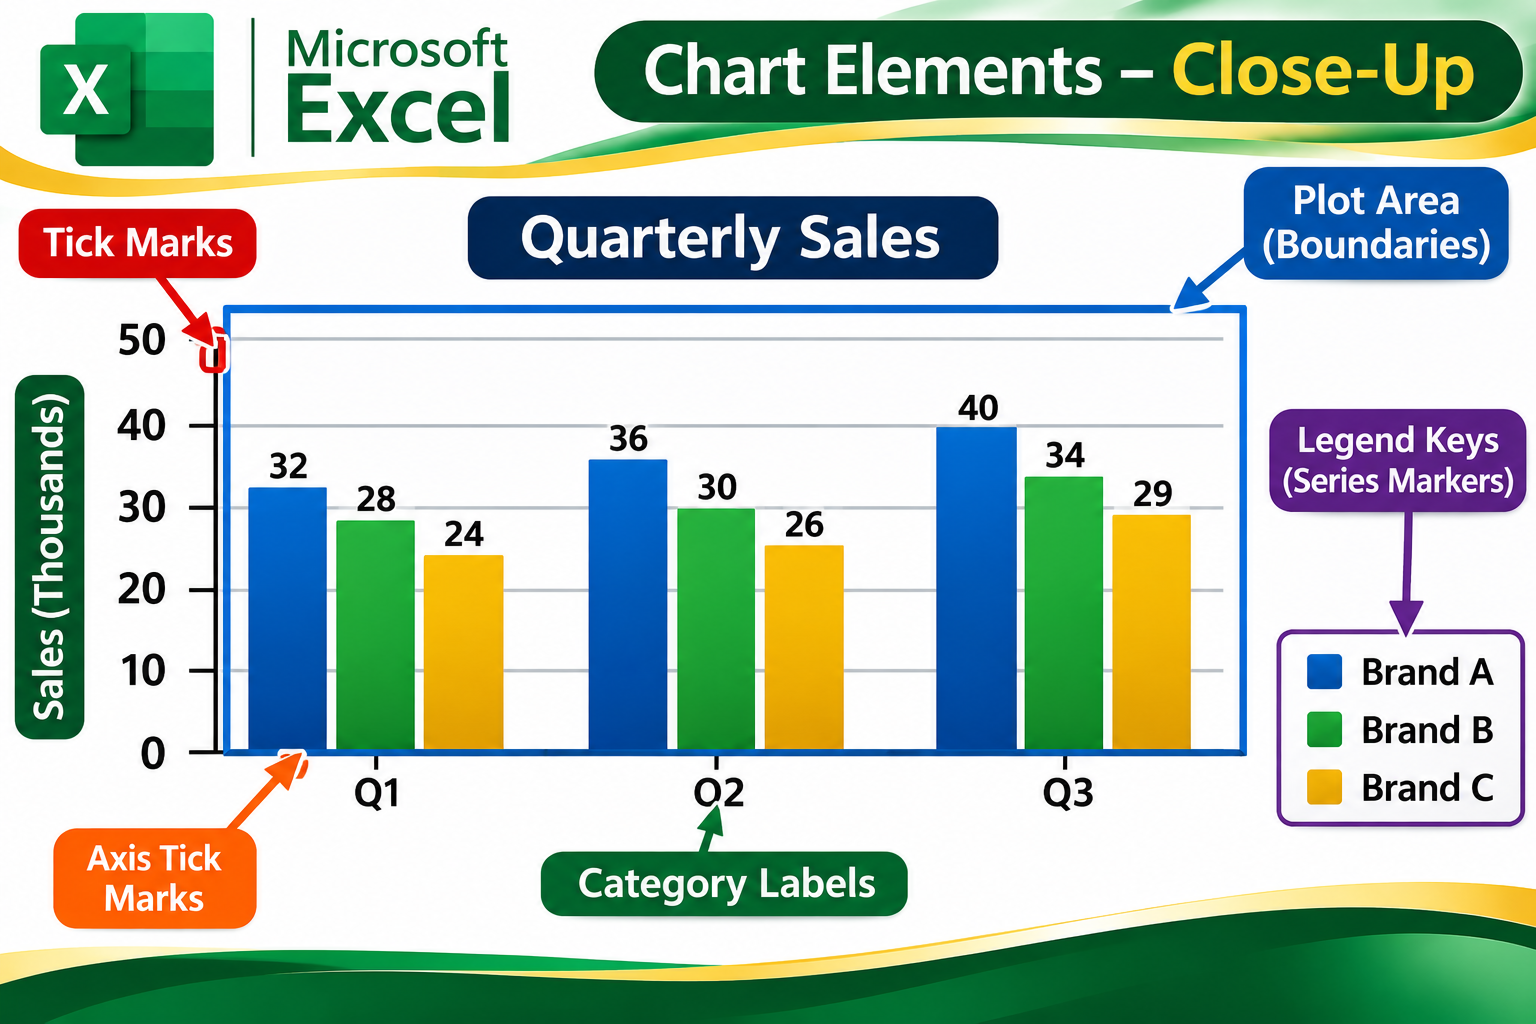 X
Microsoft
Excel
Chart Elements – Close-Up
Tick Marks
Quarterly Sales
Plot Area
(Boundaries)
Sales (Thousands)
50
40
30
20
10
0
32
28
24
36
30
26
40
34
29
Q1
Q2
Q3
Legend Keys
(Series Markers)
Brand A
Brand B
Brand C
Axis Tick
Marks
Category Labels